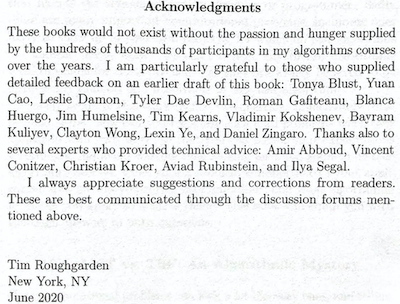 Acknowledgments
These books would not exist without the passion and hunger supplied
by the hundreds of thousands of participants in my algorithms courses
over the years. I am particularly grateful to those who supplied
detailed feedback on an earlier draft of this book: Tonya Blust, Yuan
Cao, Leslie Damon, Tyler Dae Devlin, Roman Gafiteanu, Blanca
Huergo, Jim Humelsine, Tim Kearns, Vladimir Kokshenev, Bayram
Kuliyev, Clayton Wong, Lexin Ye, and Daniel Zingaro. Thanks also to
several experts who provided technical advice: Amir Abboud, Vincent
Conitzer, Christian Kroer, Aviad Rubinstein, and Ilya Segal.
I always appreciate suggestions and corrections from readers.
These are best communicated through the discussion forums men-
tioned above.
Tim Roughgarden
New York, NY
June 2020